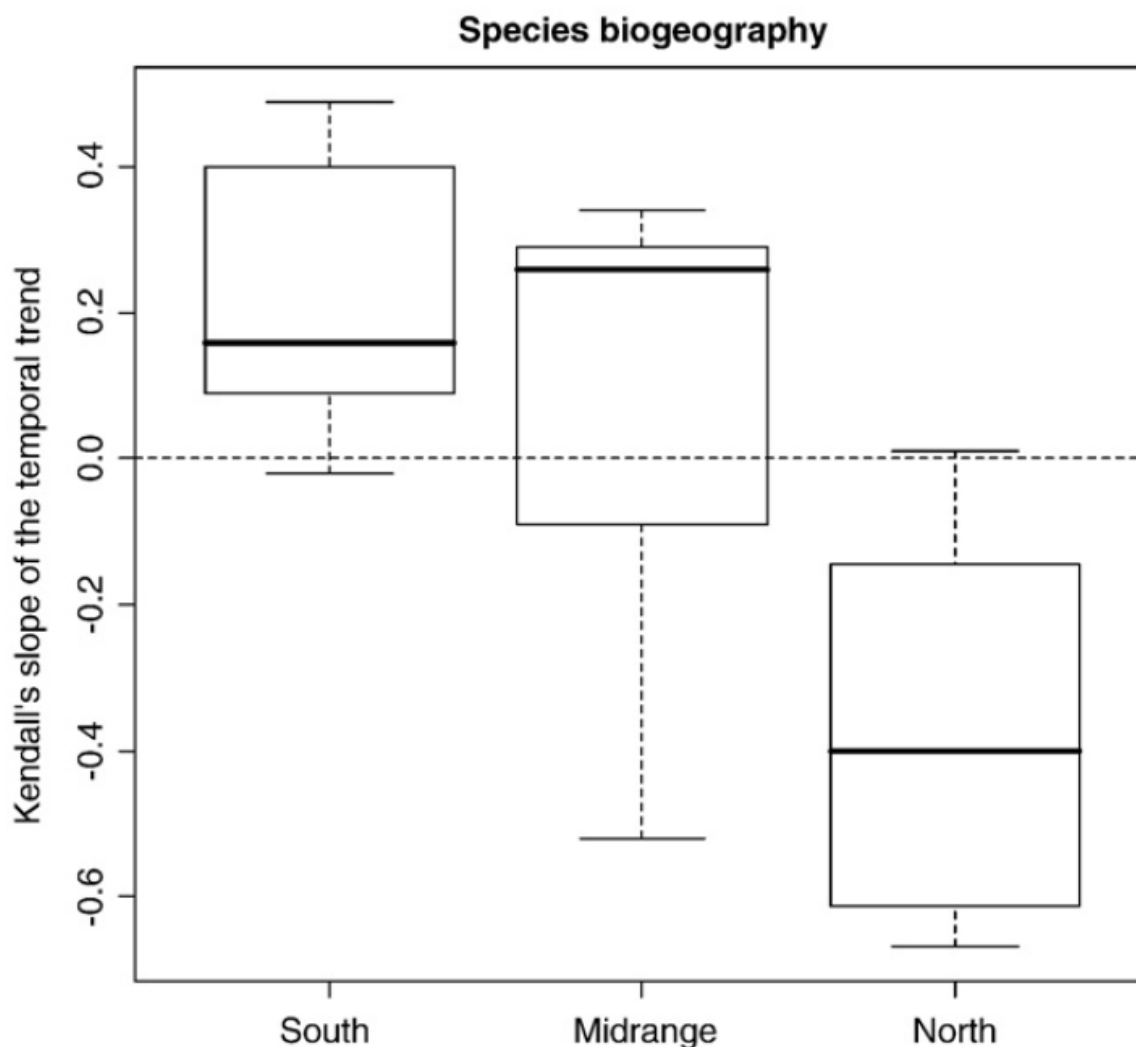 Species biogeography
Kendall's slope of the temporal trend
0.4
0.2
0.0
-0.2
-0.4
-0.6
South
Midrange
North